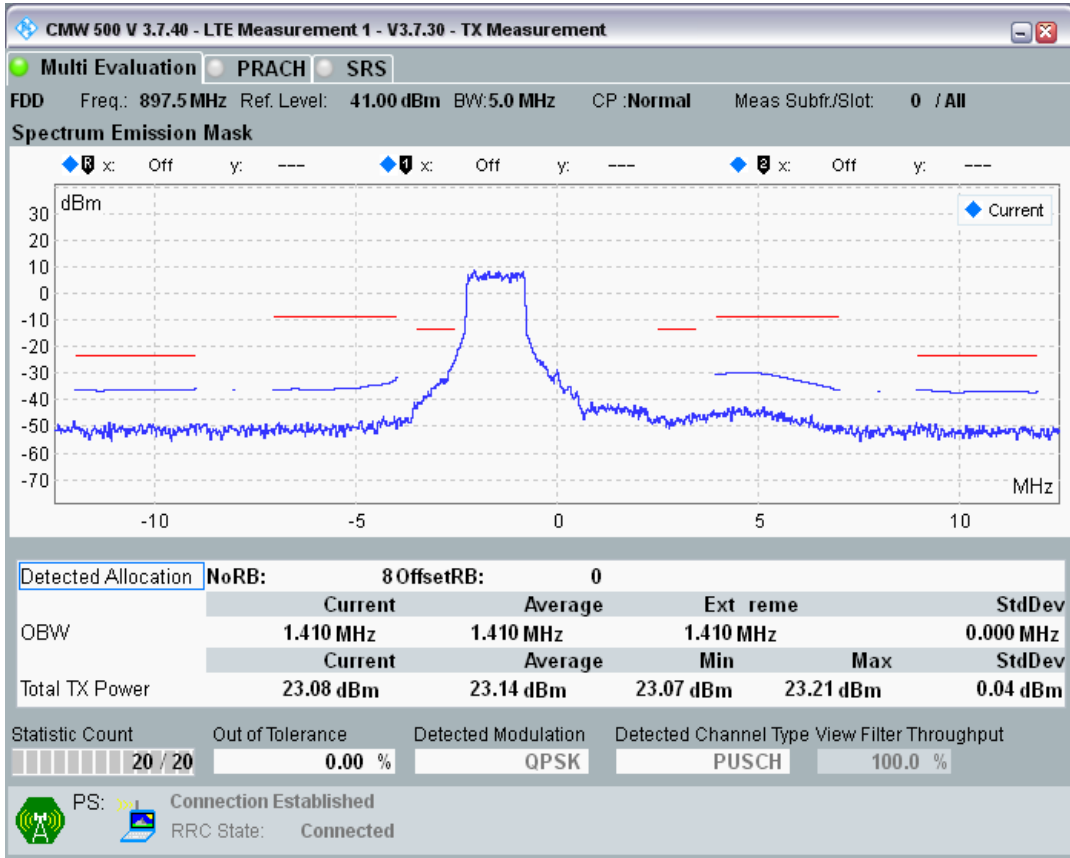 CMW 500 V 3.7.40 - LTE Measurement 1 - V3.7.30 - TX Measurement
Multi Evaluation PRACH SRS
FDD Freq.: 897.5 MHz Ref. Level: 41.00 dBm BW: 5.0 MHz CP : Normal Meas Subfr./Slot: 0 / All
Spectrum Emission Mask
R x: Off y: --- 1 x: Off y: --- 2 x: Off y: ---
dBm
Current
30
20
10
0
-10
-20
-30
-40
-50
-60
-70
MHz
-10 -5 0 5 10
Detected Allocation NoRB: 8 OffsetRB: 0
Current Average Ext reme StdDev
OBW 1.410 MHz 1.410 MHz 1.410 MHz 0.000 MHz
Current Average Min Max StdDev
Total TX Power 23.08 dBm 23.14 dBm 23.07 dBm 23.21 dBm 0.04 dBm
Statistic Count Out of Tolerance Detected Modulation Detected Channel Type View Filter Throughput
20 / 20 0.00 % QPSK PUSCH 100.0 %
PS: Connection Established
RRC State: Connected